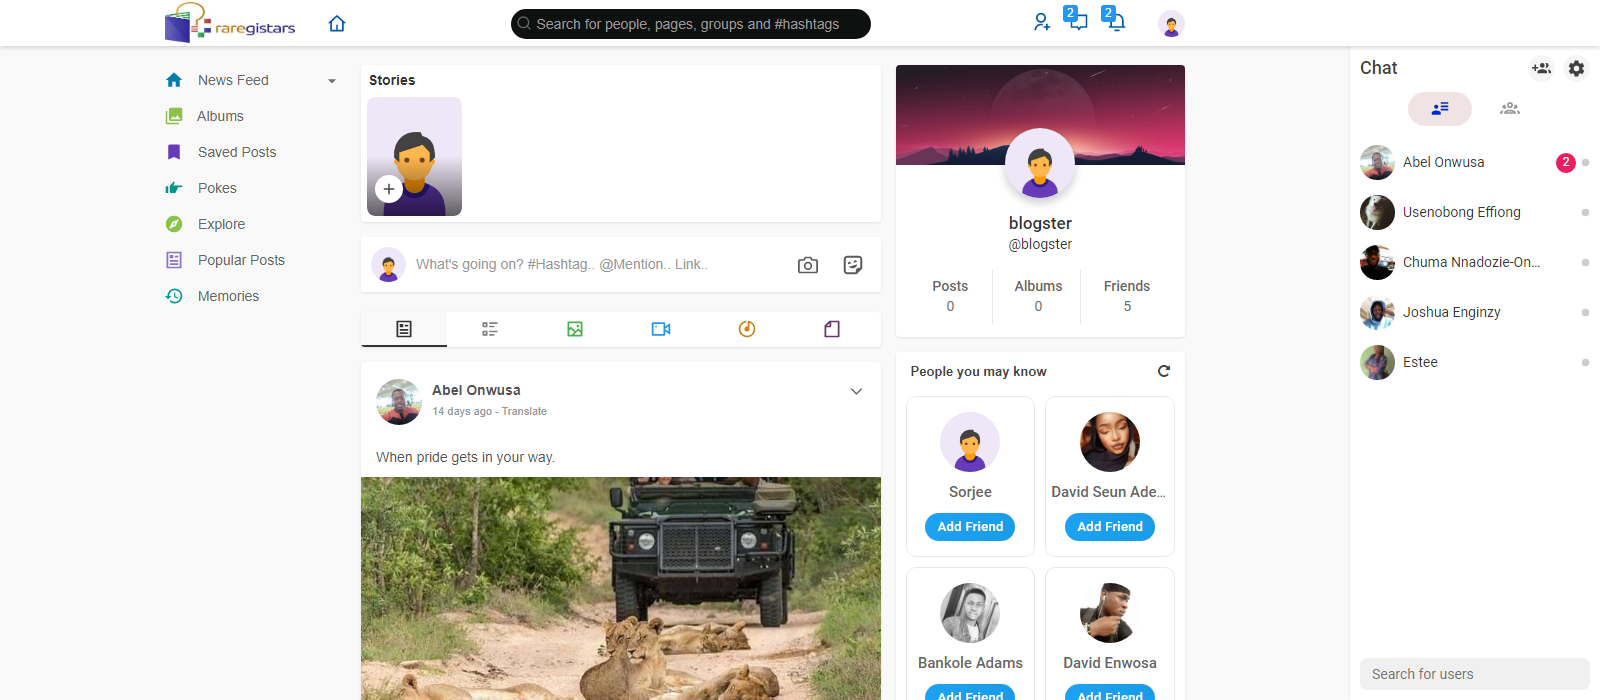 raregistars
Search for people, pages, groups and #hashtags
2
2
News Feed
Albums
Saved Posts
Pokes
Explore
Popular Posts
Memories
Stories
What's going on? #Hashtag.. @Mention.. Link..
Abel Onwusa
14 days ago - Translate
When pride gets in your way.
blogster
@blogster
Posts
0
Albums
0
Friends
5
People you may know
Sorjee
Add Friend
David Seun Ade...
Add Friend
Bankole Adams
Add Friend
David Enwosa
Add Friend
Chat
Abel Onwusa
2
Usenobong Effiong
Chuma Nnadozie-On...
Joshua Enginzy
Estee
Search for users